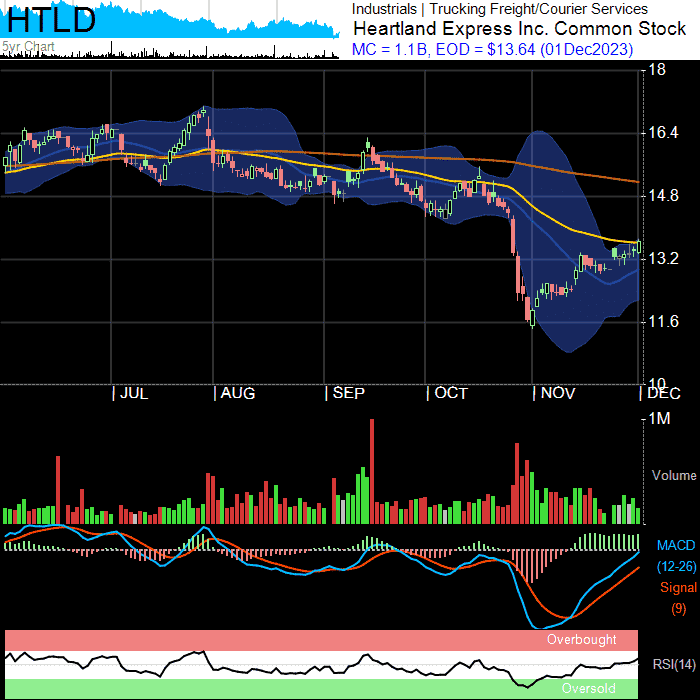 HTLD
5yr Chart
Industrials | Trucking Freight/Courier Services
Heartland Express Inc. Common Stock
MC = 1.1B, EOD = $13.64 (01Dec2023)
18
16.4
14.8
13.2
11.6
10
| JUL | AUG | SEP | OCT | NOV | DEC
1M
Volume
MACD
(12-26)
Signal
(9)
Overbought
RSI(14)
Oversold